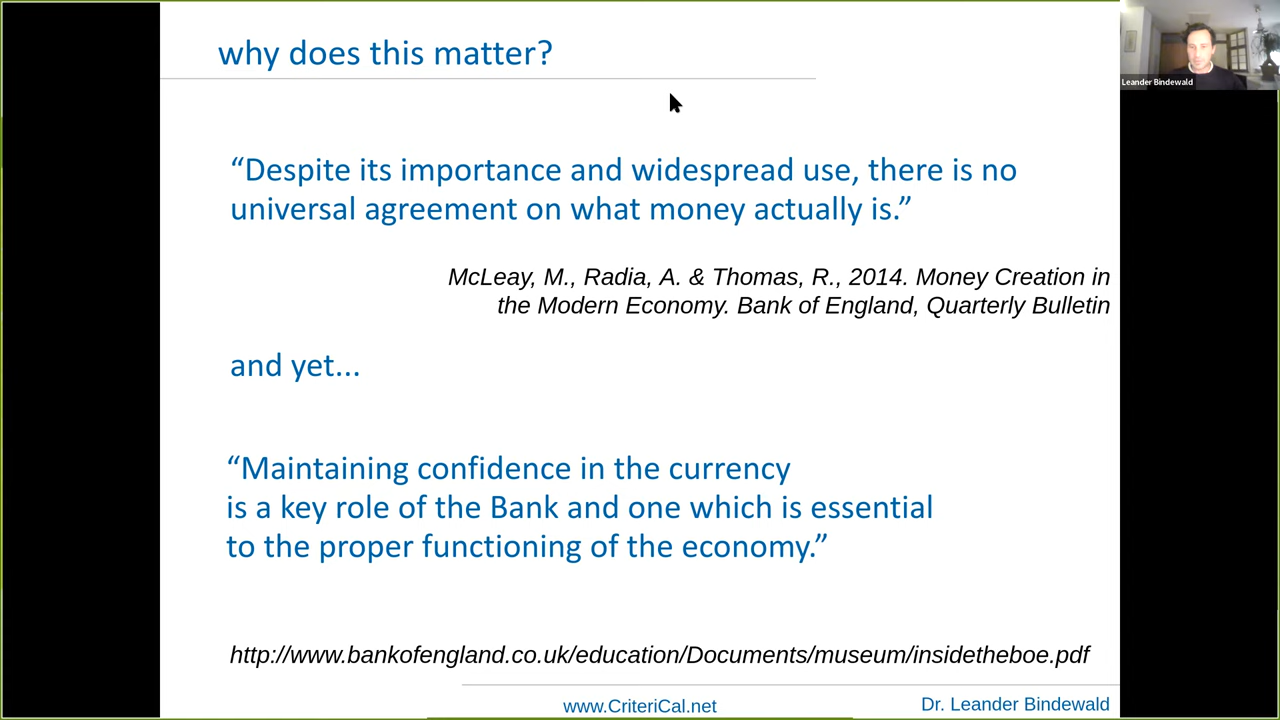 why does this matter?
Leander Bindewald
“Despite its importance and widespread use, there is no
universal agreement on what money actually is.”
McLeay, M., Radia, A. & Thomas, R., 2014. Money Creation in
the Modern Economy. Bank of England, Quarterly Bulletin
and yet...
“Maintaining confidence in the currency
is a key role of the Bank and one which is essential
to the proper functioning of the economy.”
http://www.bankofengland.co.uk/education/Documents/museum/insidetheboe.pdf
www.CriteriCal.net
Dr. Leander Bindewald